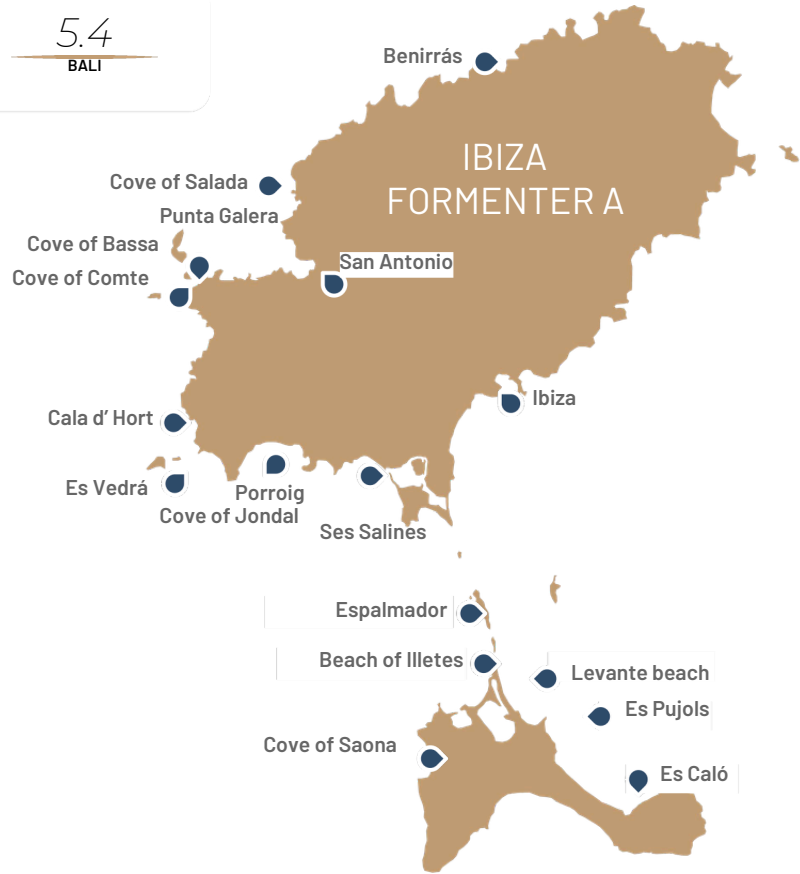 5.4
BALI
Benirrás
IBIZA
FORMENTER A
Cove of Salada
Punta Galera
Cove of Bassa
San Antonio
Cove of Comte
Ibiza
Cala d’ Hort
Es Vedrá
Porroig
Cove of Jondal
Ses Salines
Espalmador
Beach of Illetes
Levante beach
Es Pujols
Cove of Saona
Es Caló